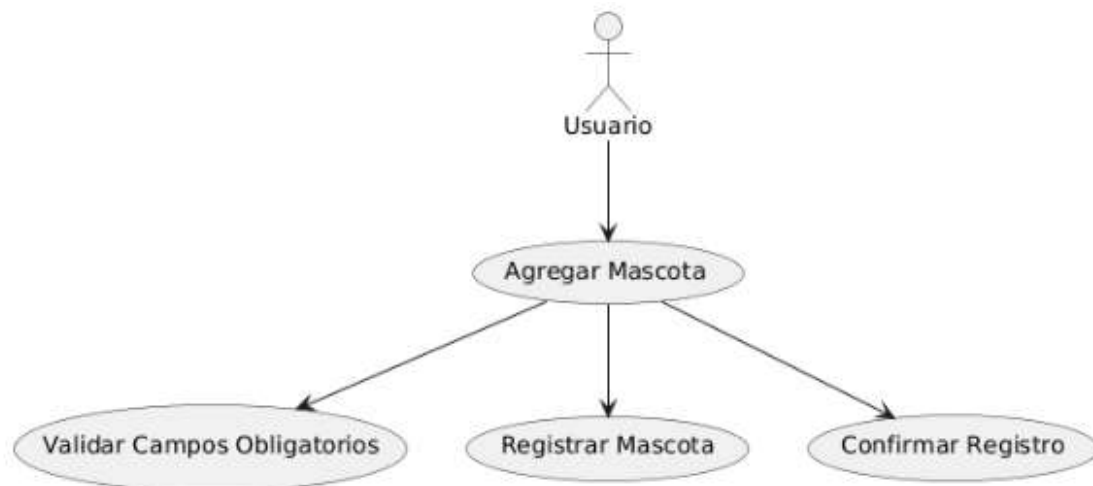 Usuario
Agregar Mascota
Validar Campos Obligatorios
Registrar Mascota
Confirmar Registro